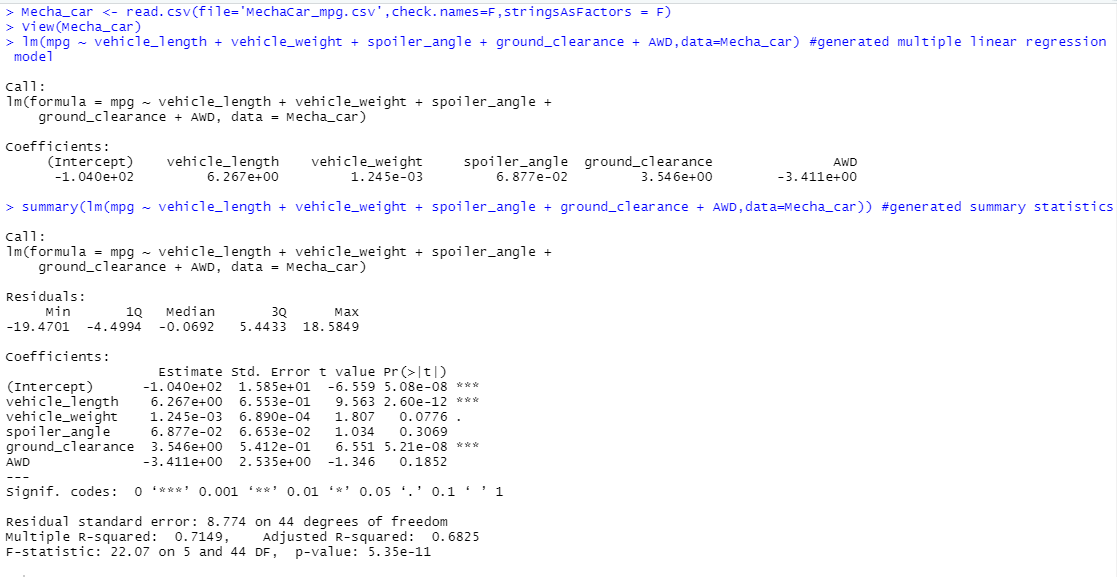 > Mecha_car <- read.csv(file='MechaCar_mpg.csv',check.names=F,stringsAsFactors = F)
> View(Mecha_car)
> lm(mpg ~ vehicle_length + vehicle_weight + spoiler_angle + ground_clearance + AWD,data=Mecha_car) #generated multiple linear regression
 model

Call:
lm(formula = mpg ~ vehicle_length + vehicle_weight + spoiler_angle +
    ground_clearance + AWD, data = Mecha_car)

Coefficients:
     (Intercept)    vehicle_length    vehicle_weight     spoiler_angle  ground_clearance               AWD
      -1.040e+02         6.267e+00         1.245e-03         6.877e-02         3.546e+00        -3.411e+00

> summary(lm(mpg ~ vehicle_length + vehicle_weight + spoiler_angle + ground_clearance + AWD,data=Mecha_car)) #generated summary statistics

Call:
lm(formula = mpg ~ vehicle_length + vehicle_weight + spoiler_angle +
    ground_clearance + AWD, data = Mecha_car)

Residuals:
     Min       1Q   Median       3Q      Max
-19.4701  -4.4994  -0.0692   5.4433  18.5849

Coefficients:
                   Estimate Std. Error t value Pr(>|t|)
(Intercept)      -1.040e+02  1.585e+01  -6.559 5.08e-08 ***
vehicle_length    6.267e+00  6.553e-01   9.563 2.60e-12 ***
vehicle_weight    1.245e-03  6.890e-04   1.807   0.0776 .
spoiler_angle     6.877e-02  6.653e-02   1.034   0.3069
ground_clearance  3.546e+00  5.412e-01   6.551 5.21e-08 ***
AWD              -3.411e+00  2.535e+00  -1.346   0.1852
---
Signif. codes:  0 ‘***’ 0.001 ‘**’ 0.01 ‘*’ 0.05 ‘.’ 0.1 ‘ ’ 1

Residual standard error: 8.774 on 44 degrees of freedom
Multiple R-squared:  0.7149,    Adjusted R-squared:  0.6825
F-statistic: 22.07 on 5 and 44 DF,  p-value: 5.35e-11